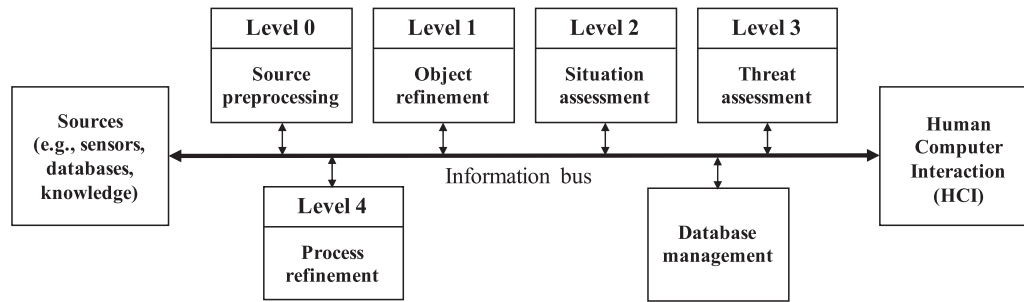 Level 0
Source
preprocessing
Level 1
Object
refinement
Level 2
Situation
assessment
Level 3
Threat
assessment
Sources
(e.g., sensors,
databases,
knowledge)
Information bus
Human
Computer
Interaction
(HCI)
Level 4
Process
refinement
Database
management